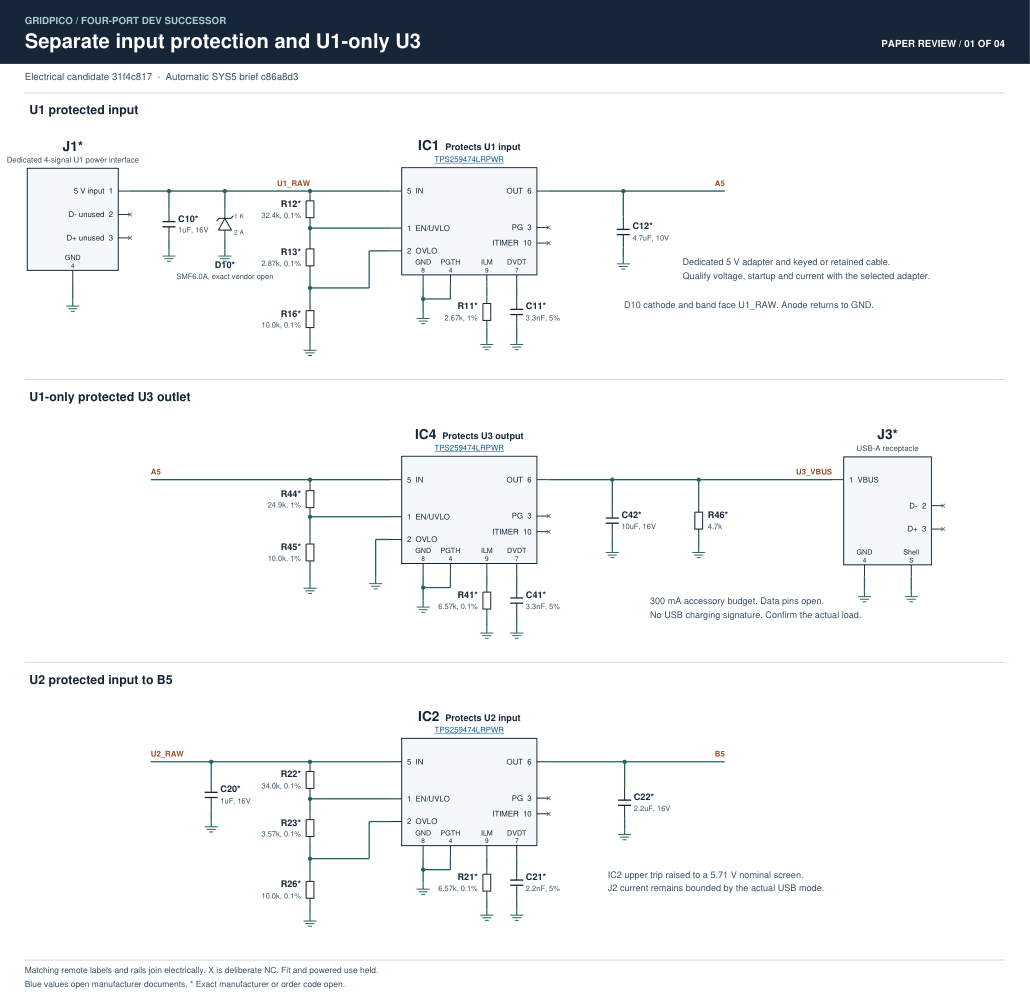 GRIDPICO / FOUR-PORT DEV SUCCESSOR
Separate input protection and U1-only U3
PAPER REVIEW / 01 OF 04
Electrical candidate 31f4c817 · Automatic SYS5 brief c86a8d3
U1 protected input
J1*
Dedicated 4-signal U1 power interface
5 V input 1
D- unused 2
D+ unused 3
GND
4
C10*
1uF, 16V
1 K
2 A
D10*
SMF6.0A, exact vendor open
U1_RAW
R12*
32.4k, 0.1%
R13*
2.87k, 0.1%
R16*
10.0k, 0.1%
IC1 Protects U1 input
TPS259474LRPWR
5 IN
OUT 6
1 EN/UVLO
PG 3
2 OVLO
ITIMER 10
GND PGTH ILM DVDT
8 4 9 7
R11*
2.67k, 1%
C11*
3.3nF, 5%
A5
C12*
4.7uF, 10V
Dedicated 5 V adapter and keyed or retained cable.
Qualify voltage, startup and current with the selected adapter.
D10 cathode and band face U1_RAW. Anode returns to GND.
U1-only protected U3 outlet
A5
R44*
24.9k, 1%
R45*
10.0k, 1%
IC4 Protects U3 output
TPS259474LRPWR
5 IN
OUT 6
1 EN/UVLO
PG 3
2 OVLO
ITIMER 10
GND PGTH ILM DVDT
8 4 9 7
R41*
6.57k, 0.1%
C41*
3.3nF, 5%
C42*
10uF, 16V
R46*
4.7k
U3_VBUS
J3*
USB-A receptacle
1 VBUS
D- 2
D+ 3
GND Shell
4 S
300 mA accessory budget. Data pins open.
No USB charging signature. Confirm the actual load.
U2 protected input to B5
U2_RAW
C20*
1uF, 16V
R22*
34.0k, 0.1%
R23*
3.57k, 0.1%
R26*
10.0k, 0.1%
IC2 Protects U2 input
TPS259474LRPWR
5 IN
OUT 6
1 EN/UVLO
PG 3
2 OVLO
ITIMER 10
GND PGTH ILM DVDT
8 4 9 7
R21*
6.57k, 0.1%
C21*
2.2nF, 5%
B5
C22*
2.2uF, 16V
IC2 upper trip raised to a 5.71 V nominal screen.
J2 current remains bounded by the actual USB mode.
Matching remote labels and rails join electrically. X is deliberate NC. Fit and powered use held.
Blue values open manufacturer documents. * Exact manufacturer or order code open.